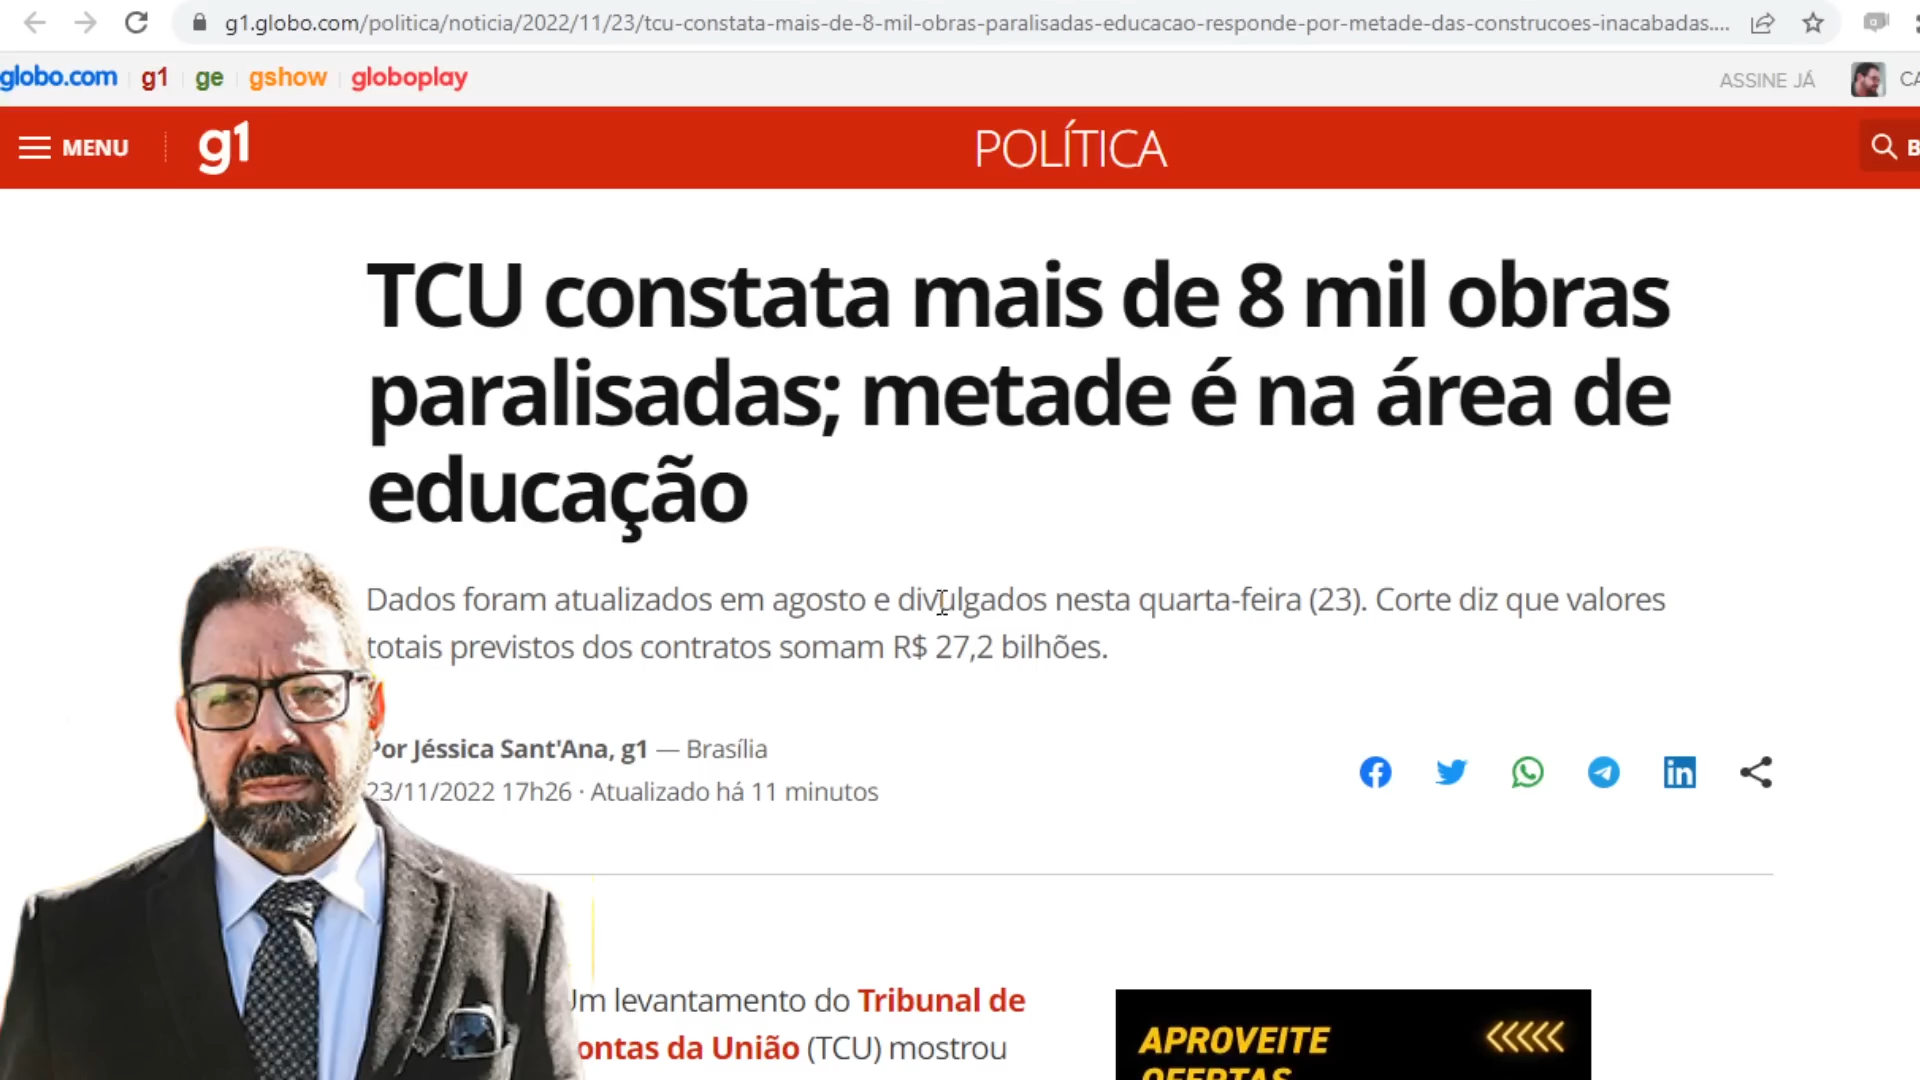 g1.globo.com/politica/noticia/2022/11/23/tcu-constata-mais-de-8-mil-obras-paralisadas-educacao-responde-por-metade-das-construcoes-inacabadas....
globo.com g1 ge gshow globoplay ASSINE JÁ CA
MENU g1 POLÍTICA B
TCU constata mais de 8 mil obras
paralisadas; metade é na área de
educação
Dados foram atualizados em agosto e divulgados nesta quarta-feira (23). Corte diz que valores
totais previstos dos contratos somam R$ 27,2 bilhões.
Por Jéssica Sant'Ana, g1 — Brasília
23/11/2022 17h26 · Atualizado há 11 minutos
Um levantamento do Tribunal de
ontas da União (TCU) mostrou
APROVEITE
OFERTAS